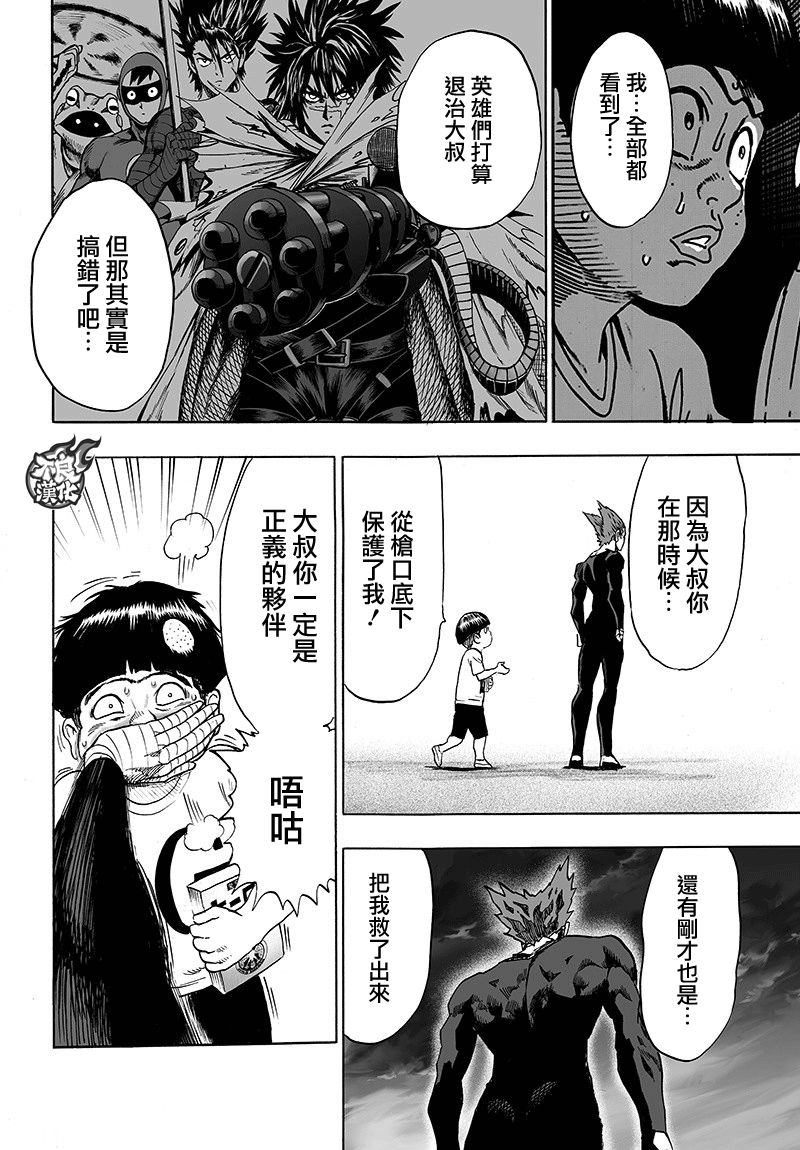 我…全部都
看到了…
英雄們打算
退治大叔
但那其實是
搞錯了吧…
因為大叔你
在那時候…
從槍口底下
保護了我！
大叔你一定是
正義的夥伴
唔咕
還有剛才也是…
把我救了出來
漢化